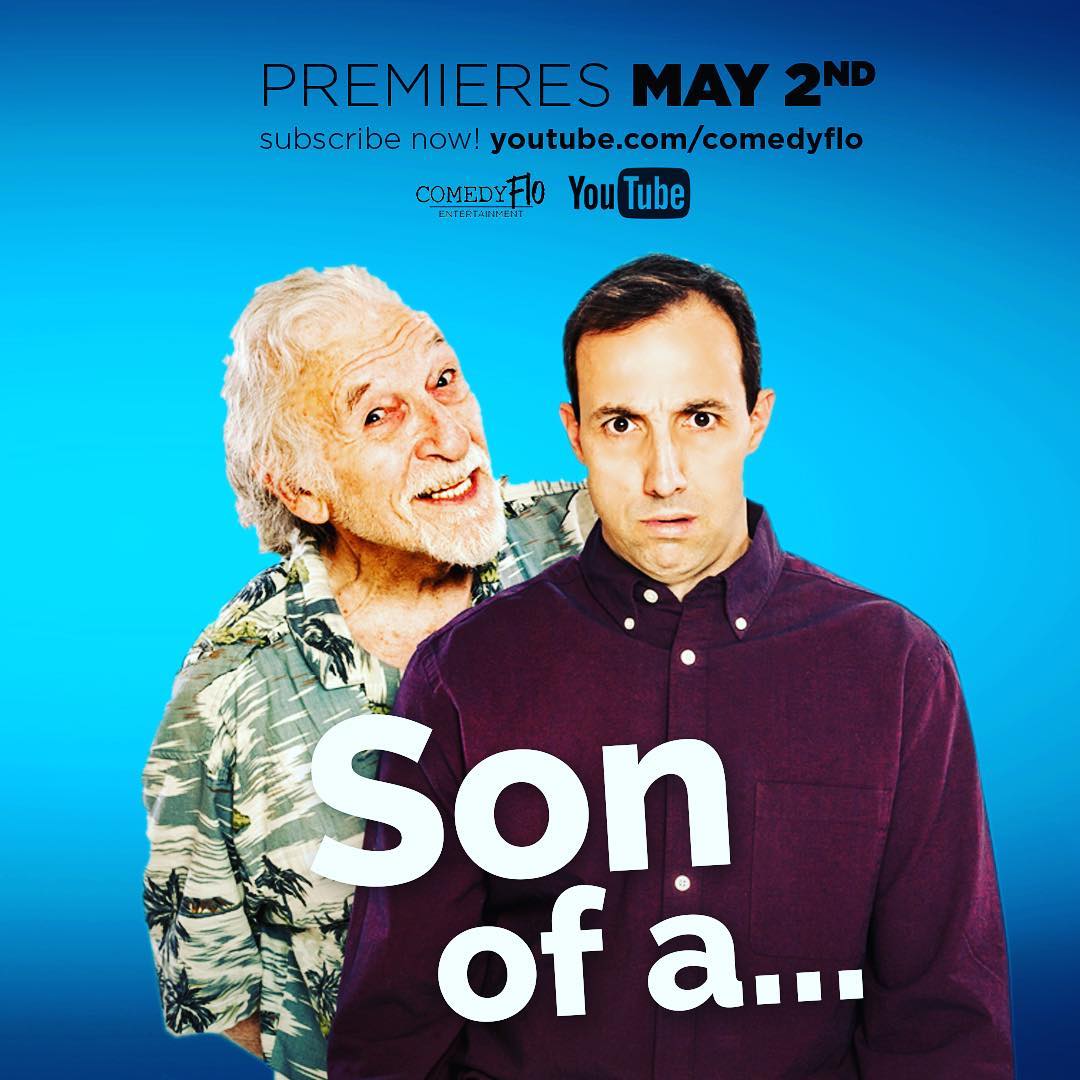 PREMIERES MAY 2ND
subscribe now! youtube.com/comedyflo
COMEDYFlo YouTube
ENTERTAINMENT
Son
of a...